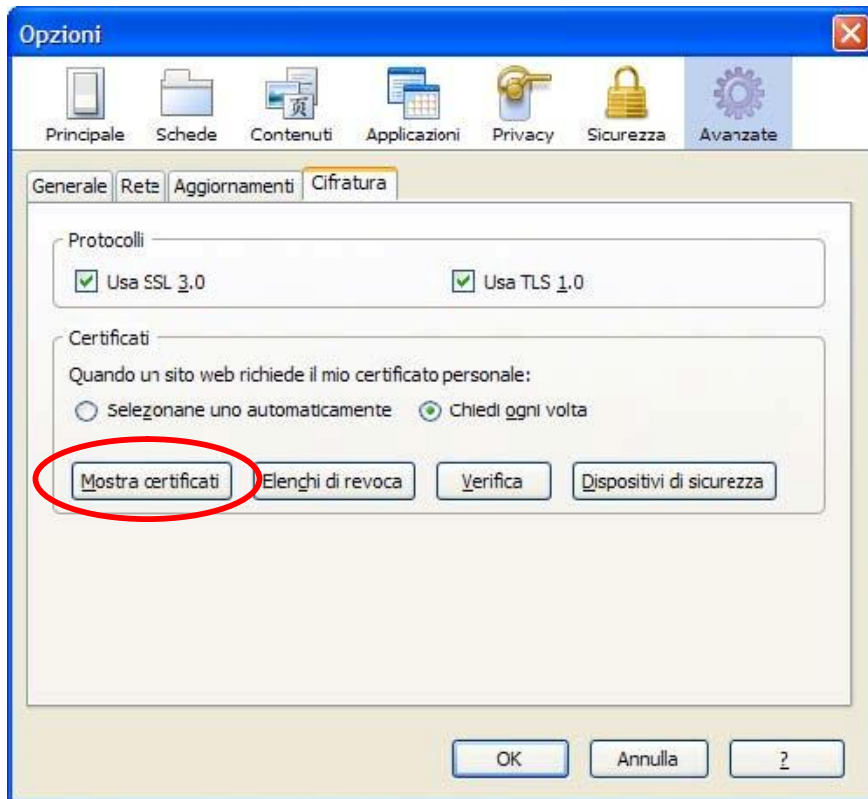 Opzioni
Principale Schede Contenuti Applicazioni Privacy Sicurezza Avanzate
Generale Rete Aggiornamenti Cifratura
Protocolli
Usa SSL 3.0 Usa TLS 1.0
Certificati
Quando un sito web richiede il mio certificato personale:
Selezonane uno automaticamente Chiedi ogni volta
Mostra certificati Elenchi di revoca Verifica Dispositivi di sicurezza
OK Annulla ?